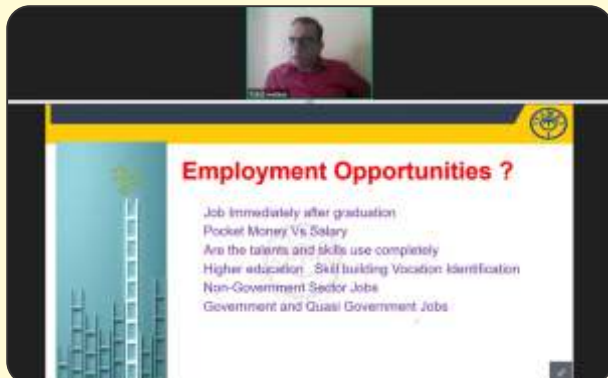 Employment Opportunities ?
Job Immediately after graduation
Pocket Money Vs Salary
Are the talents and skills use completely
Higher education Skill building Vocation Identification
Non-Government Sector Jobs
Government and Quasi Government Jobs